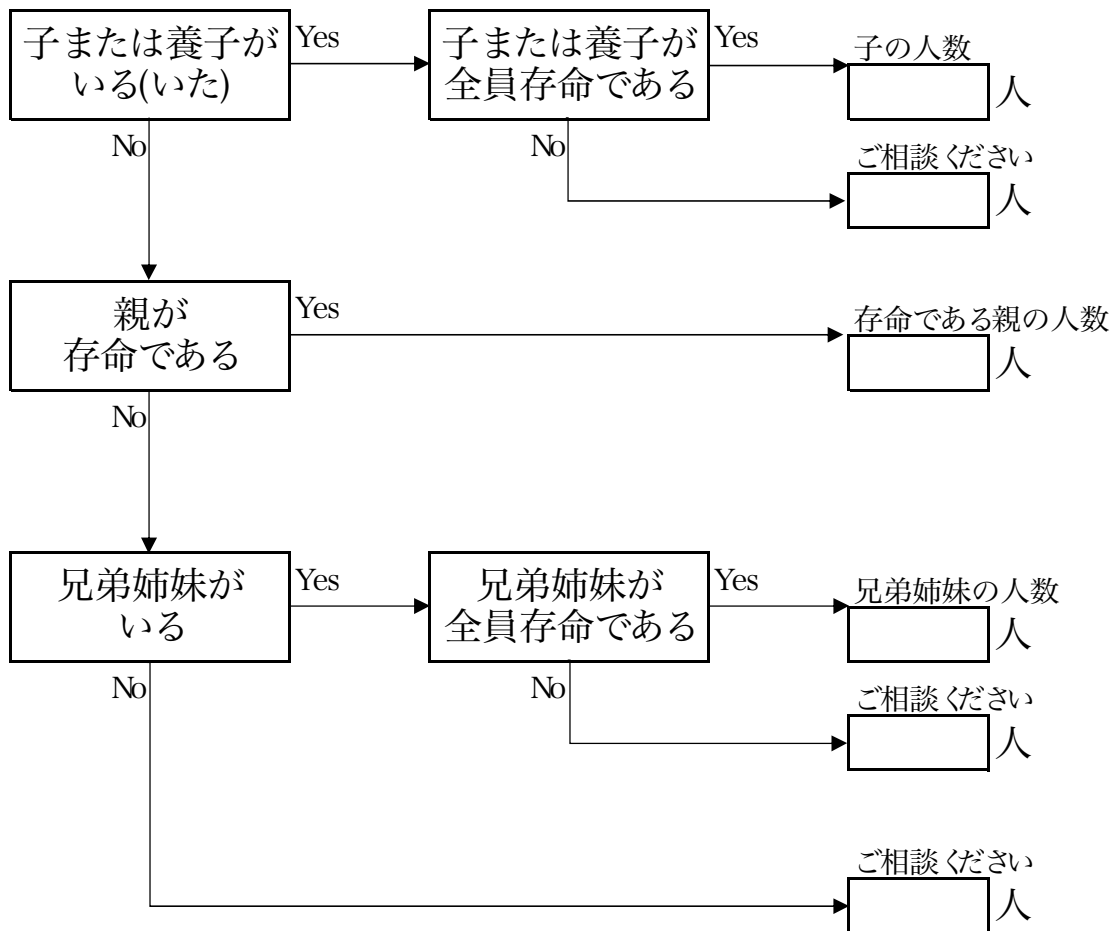 子または養子が
いる(いた)
Yes
子または養子が
全員存命である
Yes
子の人数
人
No
No
ご相談ください
人
親が
存命である
Yes
存命である親の人数
人
No
兄弟姉妹が
いる
Yes
兄弟姉妹が
全員存命である
Yes
兄弟姉妹の人数
人
No
No
ご相談ください
人
ご相談ください
人